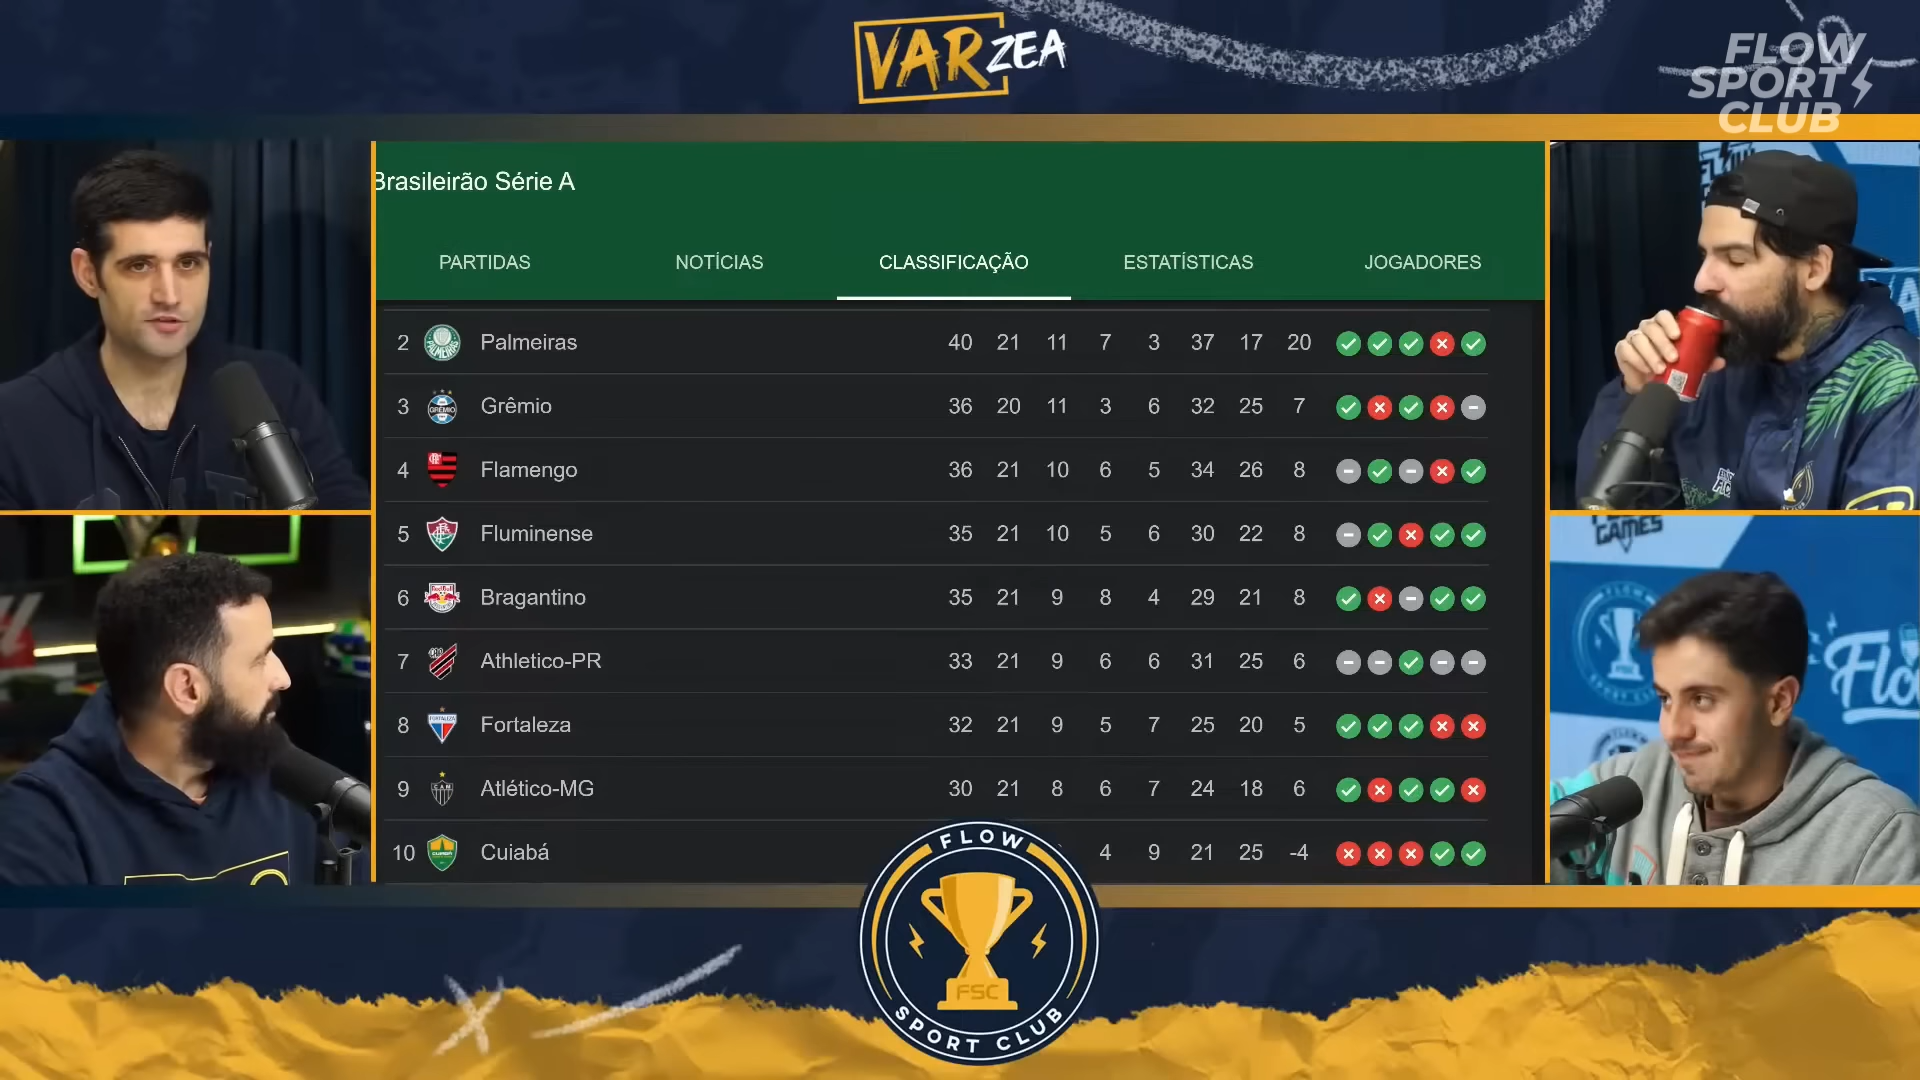 VARZEA
FLOW
SPORT
CLUB
Brasileirão Série A
PARTIDAS NOTÍCIAS CLASSIFICAÇÃO ESTATÍSTICAS JOGADORES
2 Palmeiras 40 21 11 7 3 37 17 20
3 Grêmio 36 20 11 3 6 32 25 7
4 Flamengo 36 21 10 6 5 34 26 8
5 Fluminense 35 21 10 5 6 30 22 8
6 Bragantino 35 21 9 8 4 29 21 8
7 Athletico-PR 33 21 9 6 6 31 25 6
8 Fortaleza 32 21 9 5 7 25 20 5
9 Atlético-MG 30 21 8 6 7 24 18 6
10 Cuiabá 4 9 21 25 -4
GAMES
Flo
FLOW
FSC
SPORT CLUB